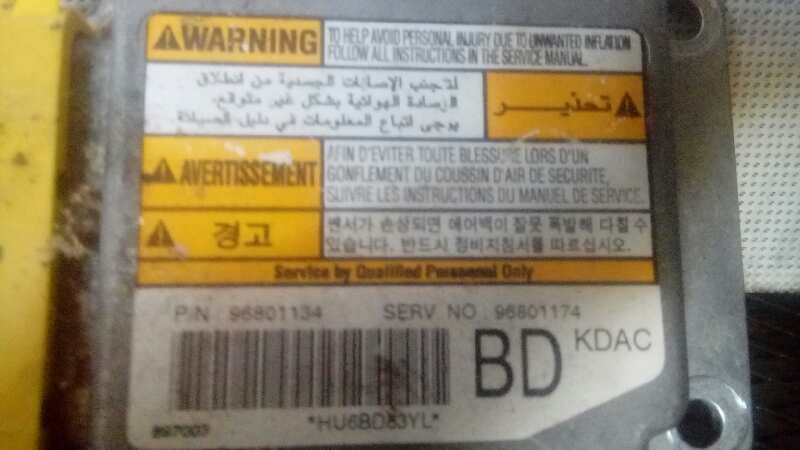 WARNING
TO HELP AVOID PERSONAL INJURY DUE TO UNWANTED INFLATION
FOLLOW ALL INSTRUCTIONS IN THE SERVICE MANUAL.
تحذير
لتجنب الإصابات الجسدية من انطلاق
الوسادة الهوائية بشكل غير متوقع،
يرجى اتباع المعلومات في دليل الصيانة
AVERTISSEMENT
AFIN D'EVITER TOUTE BLESSURE LORS D'UN
GONFLEMENT DU COUSSIN D'AIR DE SECURITE,
SUIVRE LES INSTRUCTIONS DU MANUEL DE SERVICE.
경고
센서가 손상되면 에어백이 잘못 폭발해 다칠 수
있습니다. 반드시 정비지침서를 따르십시오.
Service by Qualified Personnel Only
P/N : 96801134 SERV NO : 96801174
BD KDAC
*HU6BD83YL*
897003